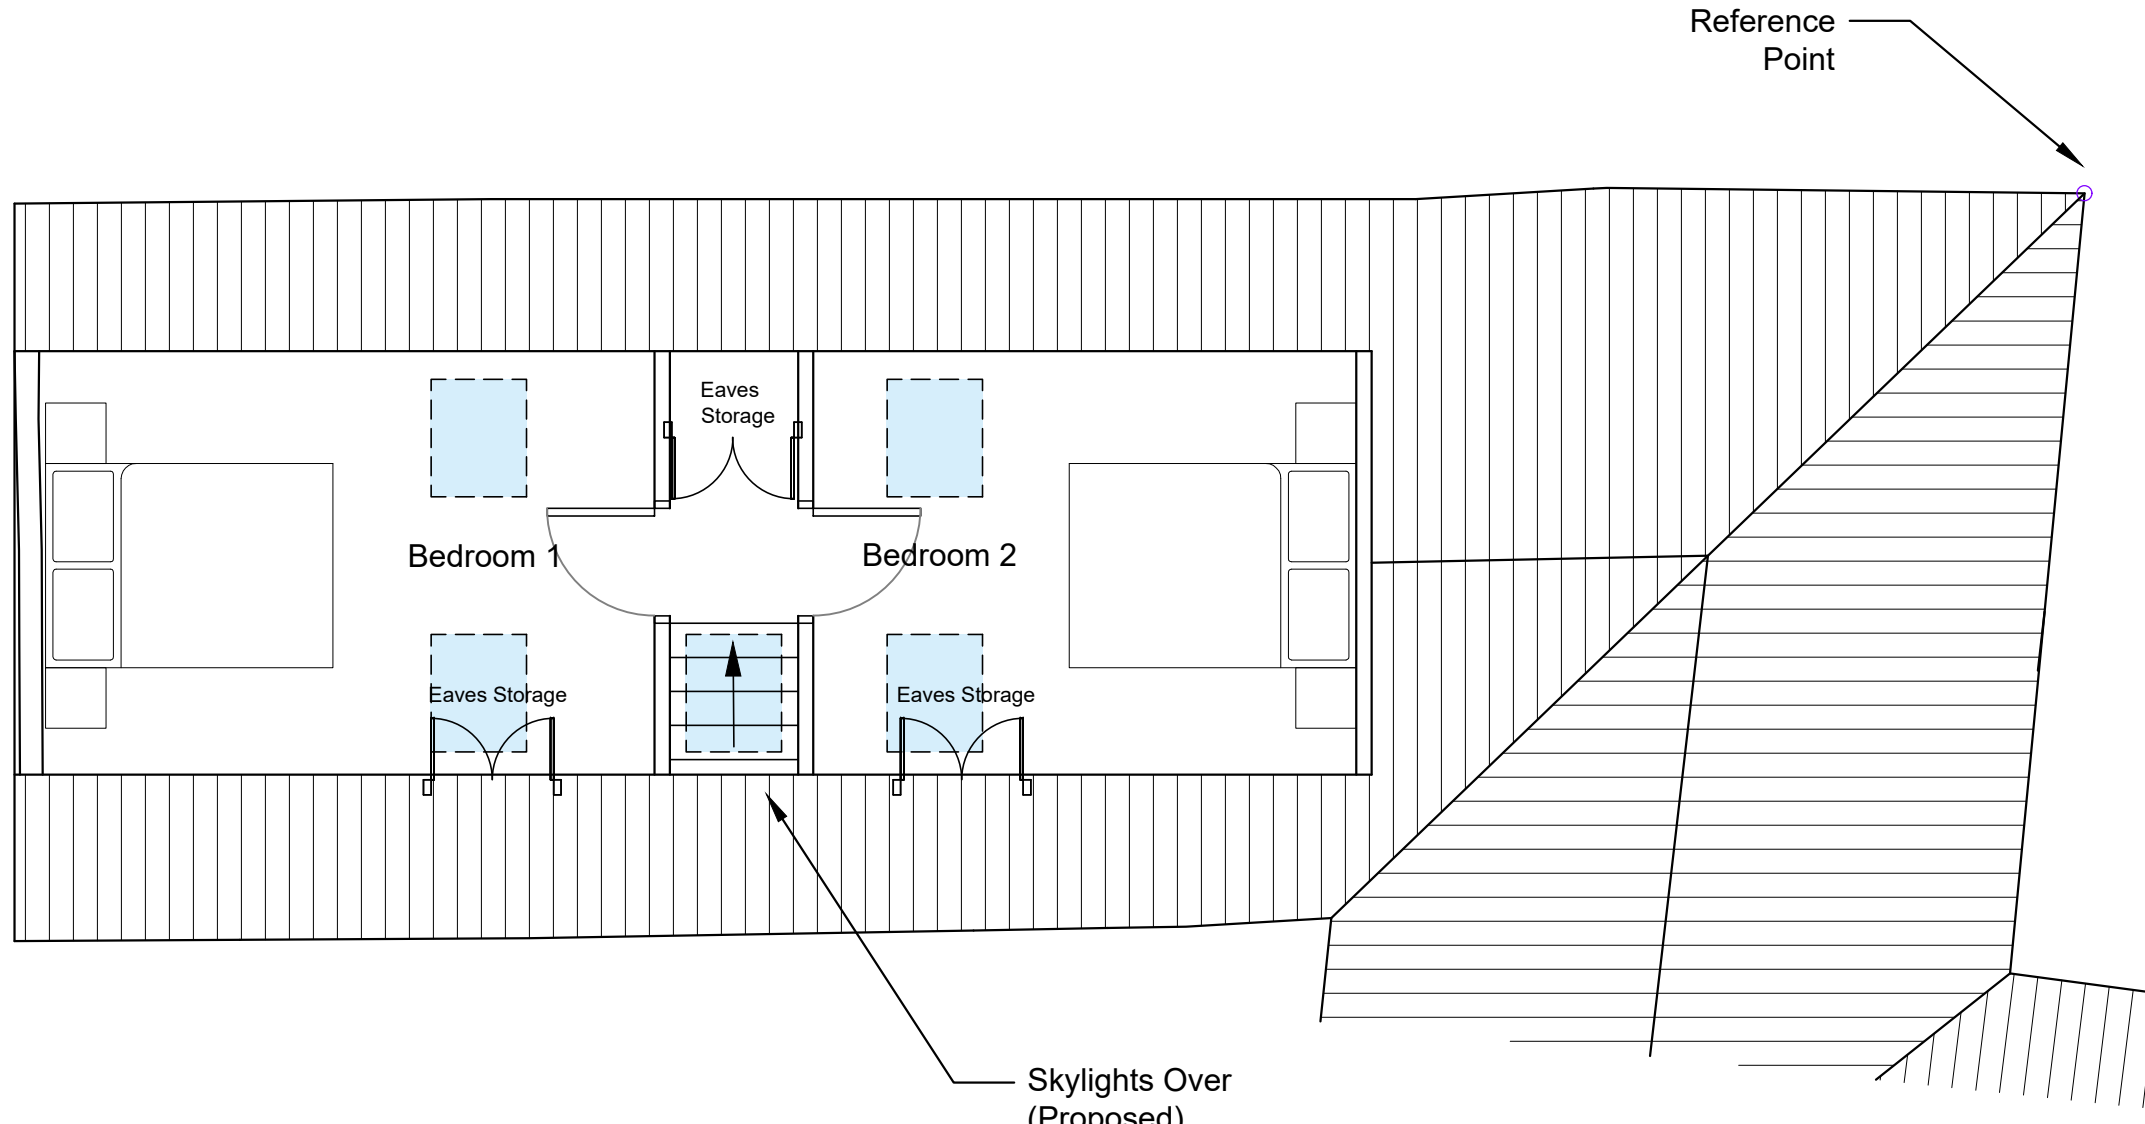 Reference
Point
Eaves
Storage
Bedroom 1
Bedroom 2
Eaves Storage
Eaves Storage
Skylights Over
(Proposed)